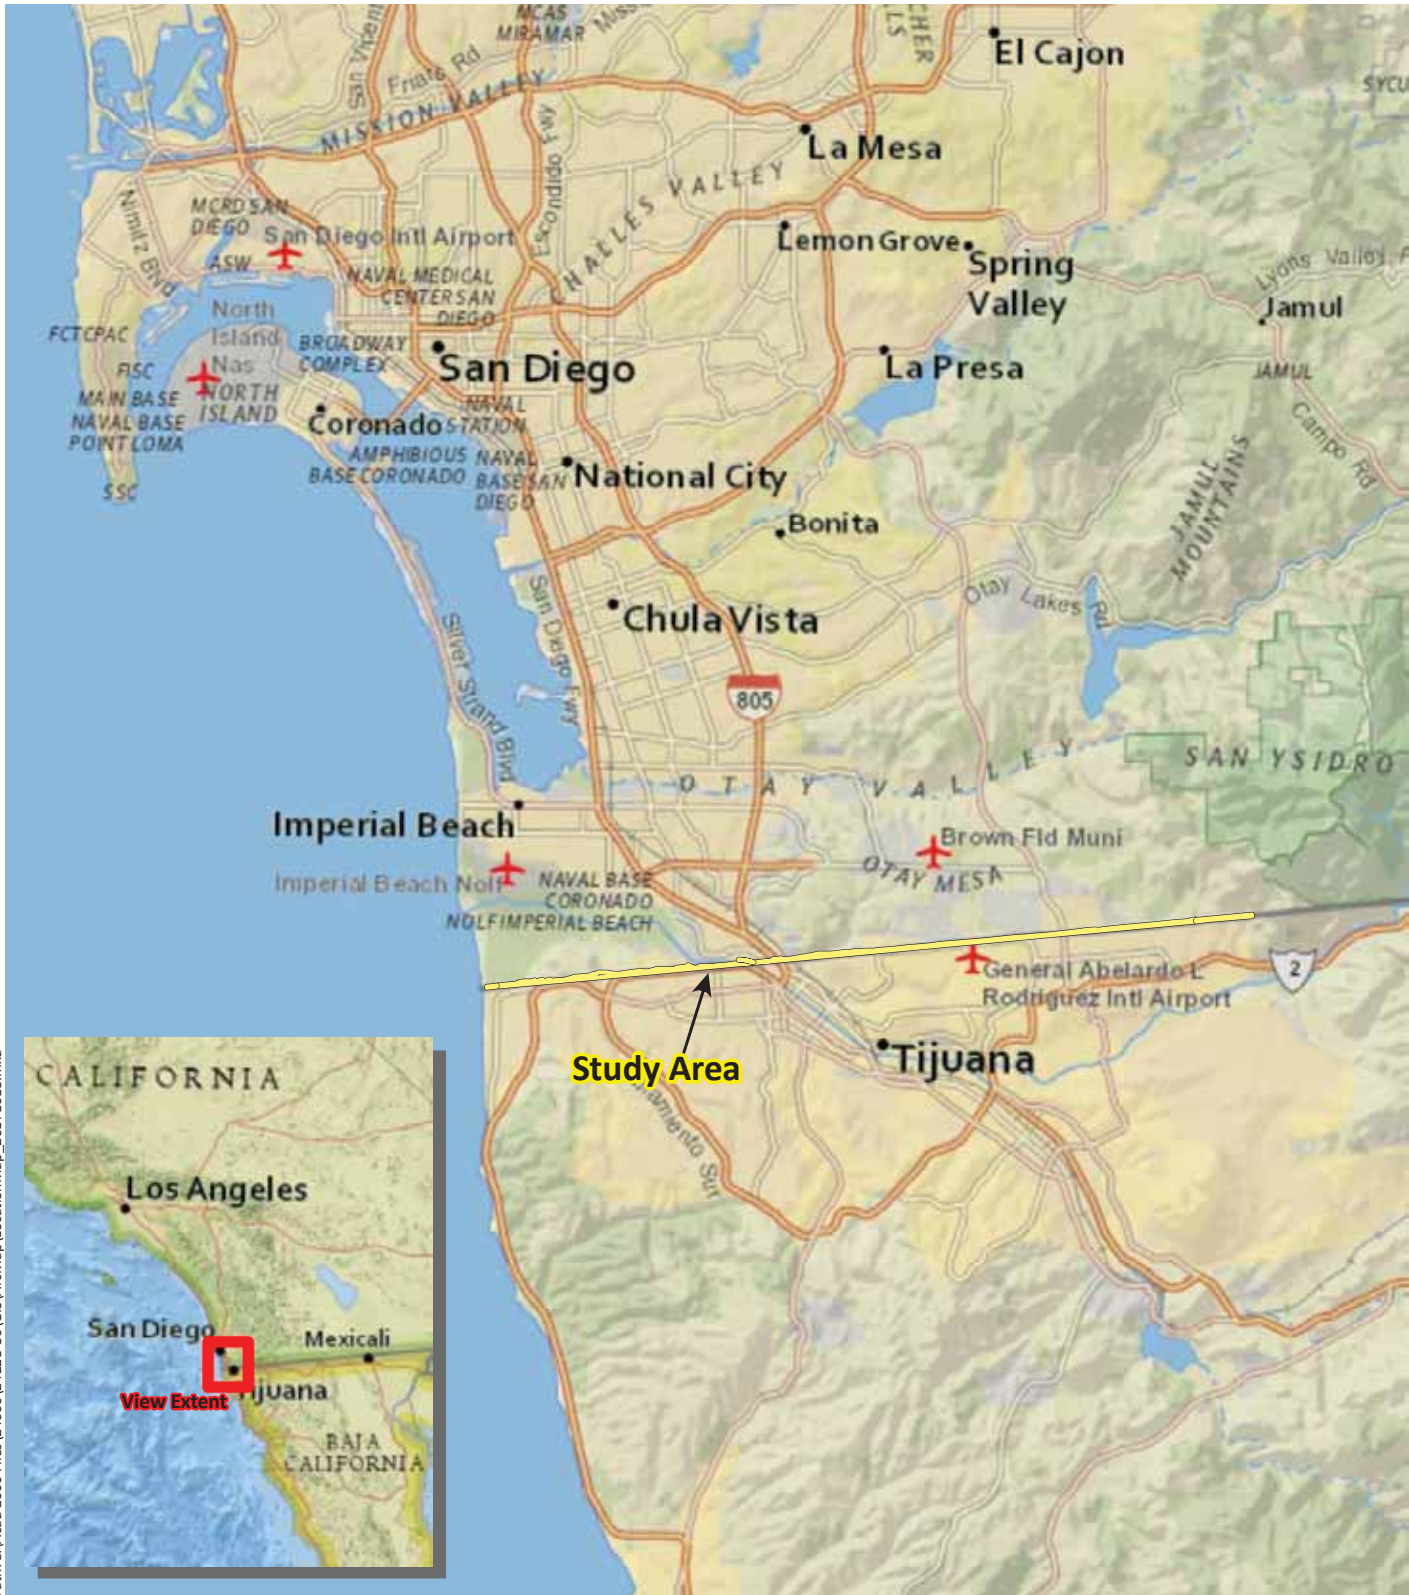 MCAS
MIRAMAR
El Cajon
San Vicent
Friars Rd
MISSION VALLEY
Escondido Fwy
La Mesa
CHALLES VALLEY
Nimitz Blvd
MCRD SAN
DIEGO
San Diego Intl Airport
ASW
Lemon Grove
Spring
Valley
Lyons Valley
Jamul
NAVAL MEDICAL
CENTER SAN
DIEGO
North
Island
Nas
FCTCPAC
BROADWAY
COMPLEX
San Diego
La Presa
JAMUL
FISC
NORTH
ISLAND
MAIN BASE
NAVAL BASE
POINT LOMA
SSC
Coronado
NAVAL
STATION
AMPHIBIOUS
BASE CORONADO
NAVAL
BASE SAN
DIEGO
National City
Campo Rd
JAMUL
MOUNTAINS
Bonita
San Diego Fwy
Chula Vista
Otay Lakes Rd
Silver Strand Blvd
805
OTAY VALLEY
SAN YSIDRO
Imperial Beach
Brown Fld Muni
OTAY MESA
Imperial Beach Nolf
NAVAL BASE
CORONADO
NOLF IMPERIAL BEACH
2
General Abelardo L
Rodriguez Intl Airport
Study Area
Tijuana
CALIFORNIA
Los Angeles
San Diego
Mexicali
Tijuana
View Extent
BAJA
CALIFORNIA